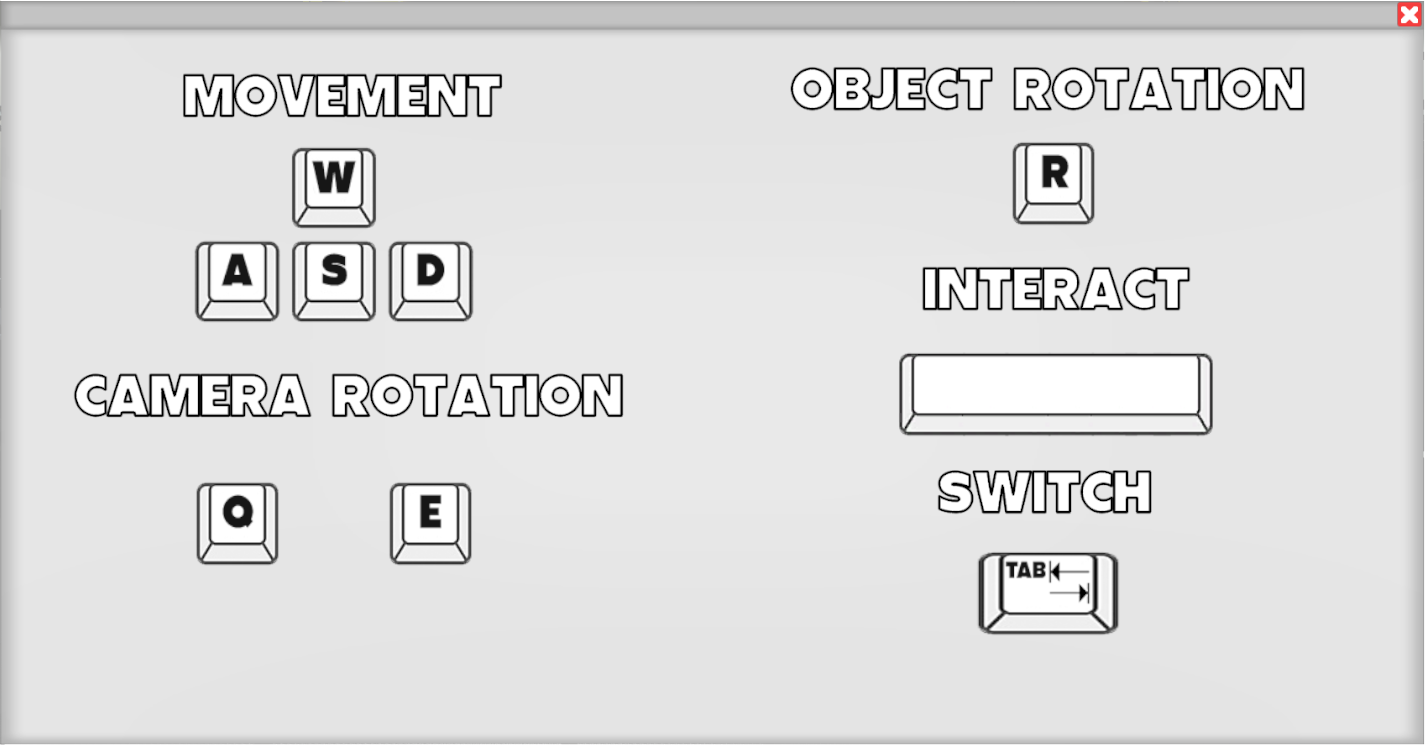 MOVEMENT
W
A S D
CAMERA ROTATION
Q E
OBJECT ROTATION
R
INTERACT
SWITCH
TAB